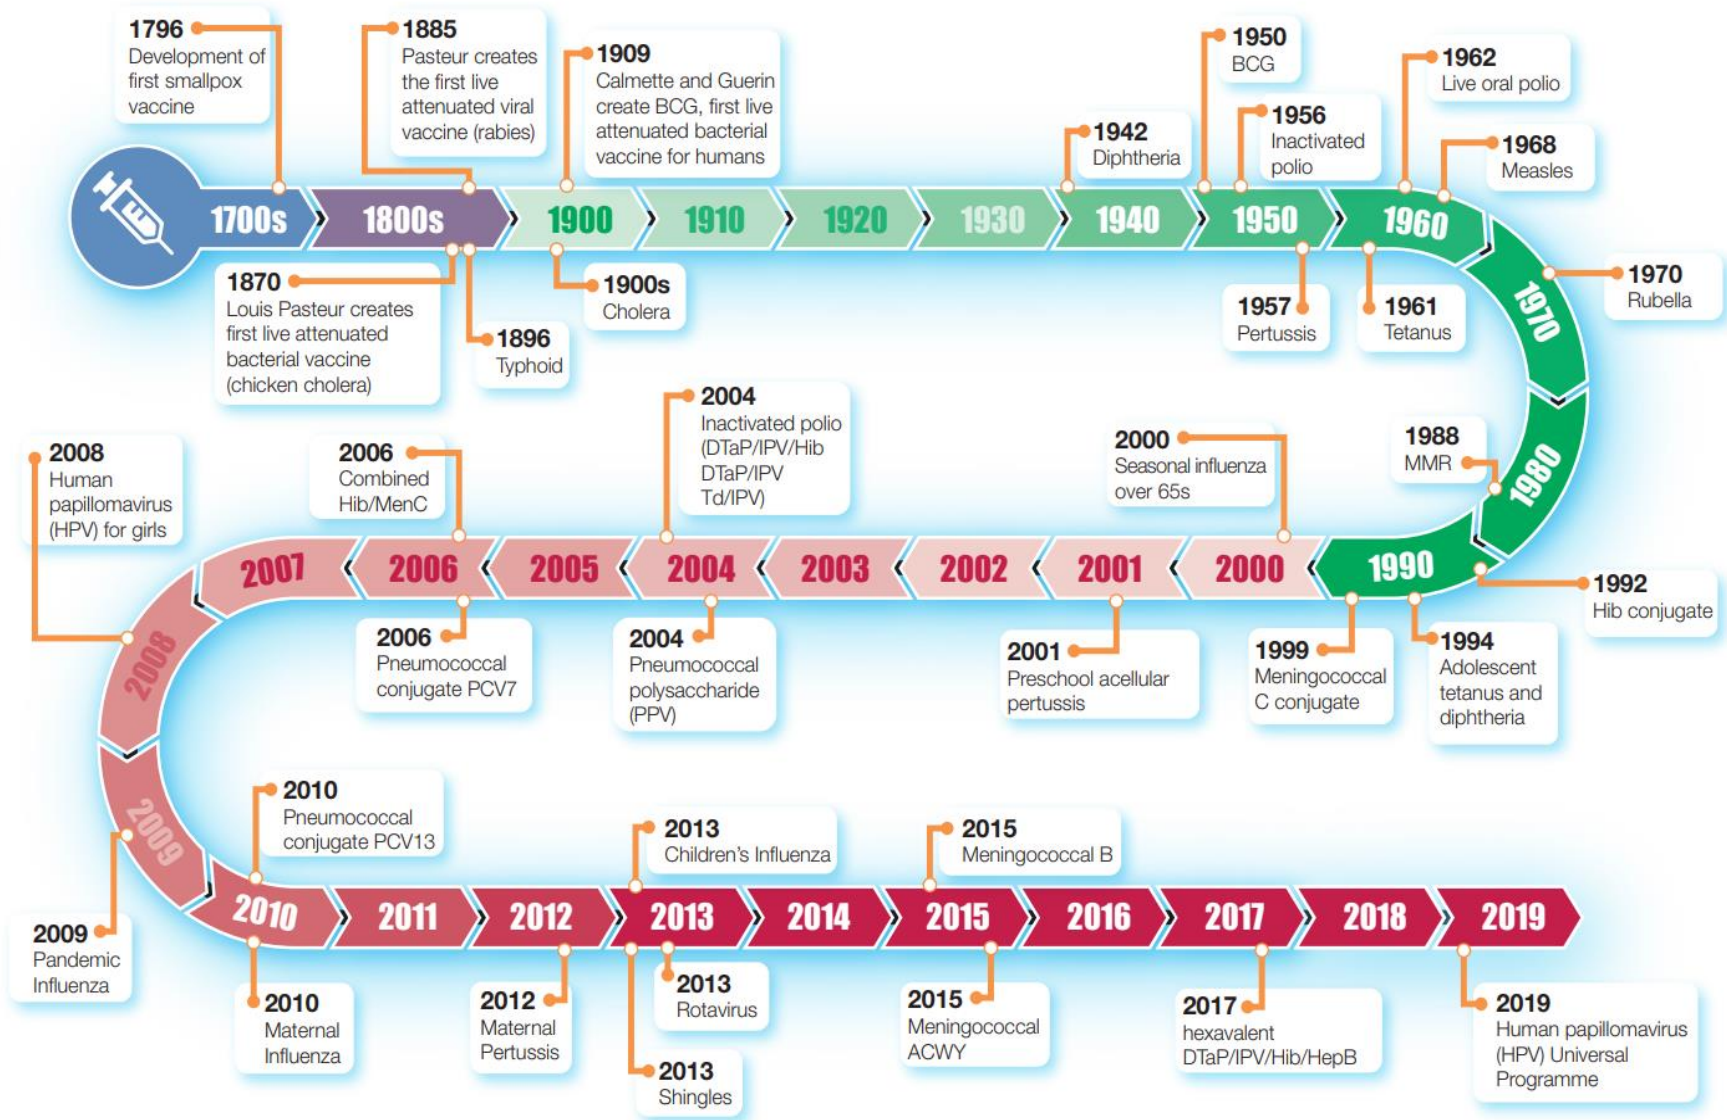 1796
Development of
first smallpox
vaccine
1885
Pasteur creates
the first live
attenuated viral
vaccine (rabies)
1909
Calmette and Guerin
create BCG, first live
attenuated bacterial
vaccine for humans
1942
Diphtheria
1950
BCG
1956
Inactivated
polio
1962
Live oral polio
1968
Measles
1700s
1800s
1900
1910
1920
1930
1940
1950
1960
1970
1980
1990
1870
Louis Pasteur creates
first live attenuated
bacterial vaccine
(chicken cholera)
1896
Typhoid
1900s
Cholera
1957
Pertussis
1961
Tetanus
1970
Rubella
1988
MMR
1992
Hib conjugate
1994
Adolescent
tetanus and
diphtheria
1999
Meningococcal
C conjugate
2000
Seasonal influenza
over 65s
2004
Inactivated polio
(DTaP/IPV/Hib
DTaP/IPV
Td/IPV)
2006
Combined
Hib/MenC
2008
Human
papillomavirus
(HPV) for girls
2000
2001
2002
2003
2004
2005
2006
2007
2008
2009
2001
Preschool acellular
pertussis
2004
Pneumococcal
polysaccharide
(PPV)
2006
Pneumococcal
conjugate PCV7
2009
Pandemic
Influenza
2010
Pneumococcal
conjugate PCV13
2013
Children's Influenza
2015
Meningococcal B
2010
2011
2012
2013
2014
2015
2016
2017
2018
2019
2010
Maternal
Influenza
2012
Maternal
Pertussis
2013
Rotavirus
2013
Shingles
2015
Meningococcal
ACWY
2017
hexavalent
DTaP/IPV/Hib/HepB
2019
Human papillomavirus
(HPV) Universal
Programme